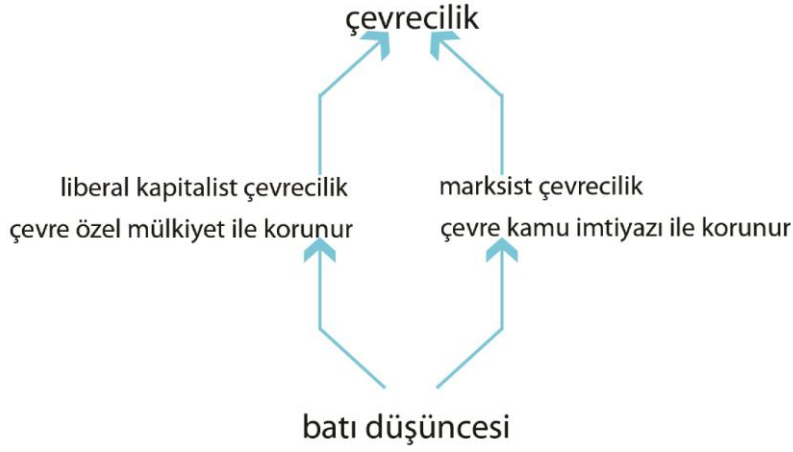 çevrecilik
liberal kapitalist çevrecilik
çevre özel mülkiyet ile korunur
marksist çevrecilik
çevre kamu imtiyazı ile korunur
batı düşüncesi